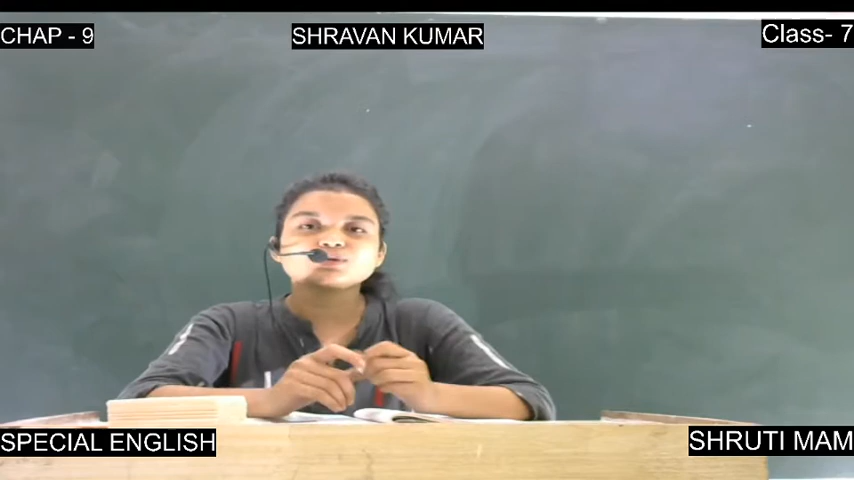 CHAP - 9
SHRAVAN KUMAR
Class- 7
SPECIAL ENGLISH
SHRUTI MAM